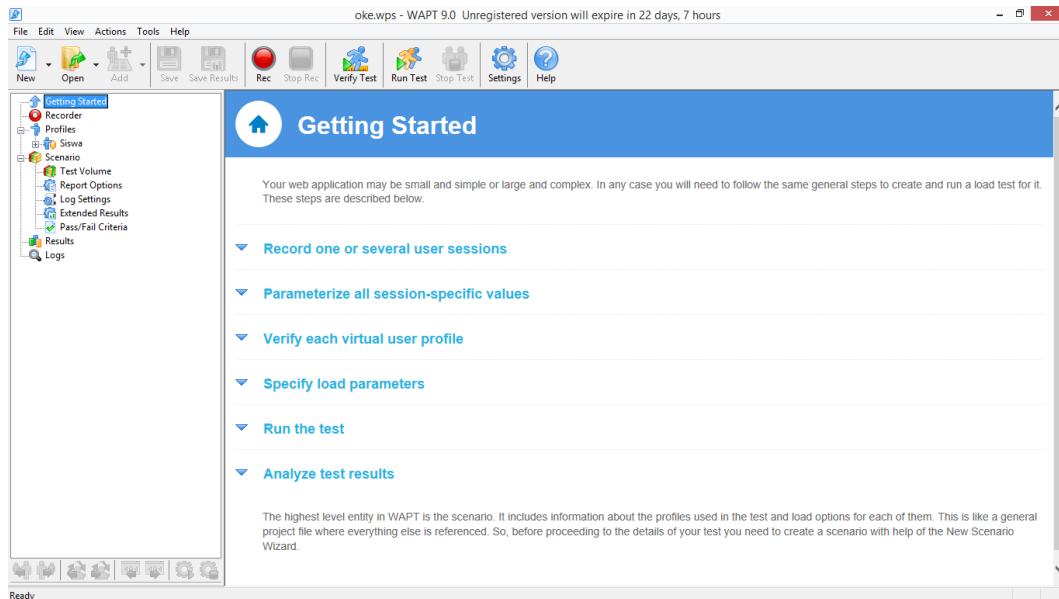 oke.wps - WAPT 9.0 Unregistered version will expire in 22 days, 7 hours
File Edit View Actions Tools Help
New Open Add Save Save Results Rec Stop Rec Verify Test Run Test Stop Test Settings Help
Getting Started
Recorder
Profiles
Siswa
Scenario
Test Volume
Report Options
Log Settings
Extended Results
Pass/Fail Criteria
Results
Logs
Getting Started
Your web application may be small and simple or large and complex. In any case you will need to follow the same general steps to create and run a load test for it.
These steps are described below.
Record one or several user sessions
Parameterize all session-specific values
Verify each virtual user profile
Specify load parameters
Run the test
Analyze test results
The highest level entity in WAPT is the scenario. It includes information about the profiles used in the test and load options for each of them. This is like a general
project file where everything else is referenced. So, before proceeding to the details of your test you need to create a scenario with help of the New Scenario
Wizard.
Ready